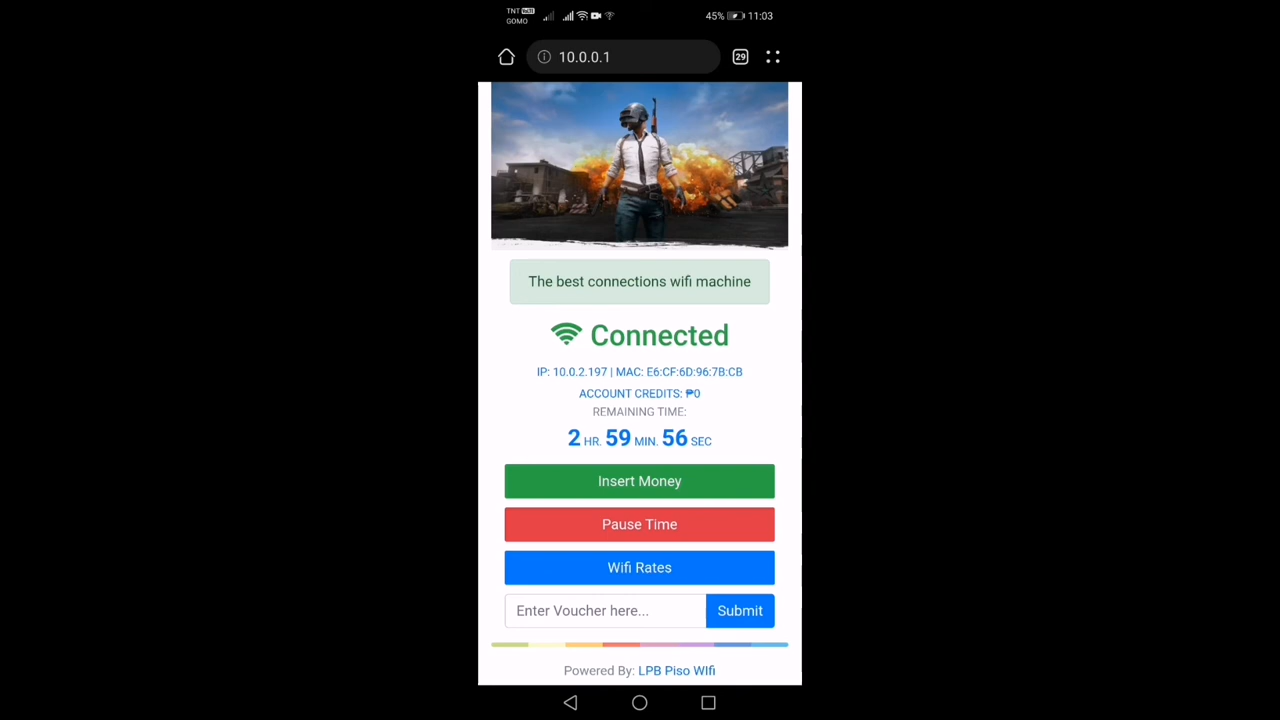 TNT VoLTE
GOMO
45% 11:03
10.0.0.1
29
The best connections wifi machine
Connected
IP: 10.0.2.197 | MAC: E6:CF:6D:96:7B:CB
ACCOUNT CREDITS: ₱0
REMAINING TIME:
2 HR. 59 MIN. 56 SEC
Insert Money
Pause Time
Wifi Rates
Enter Voucher here... Submit
Powered By: LPB Piso WIfi